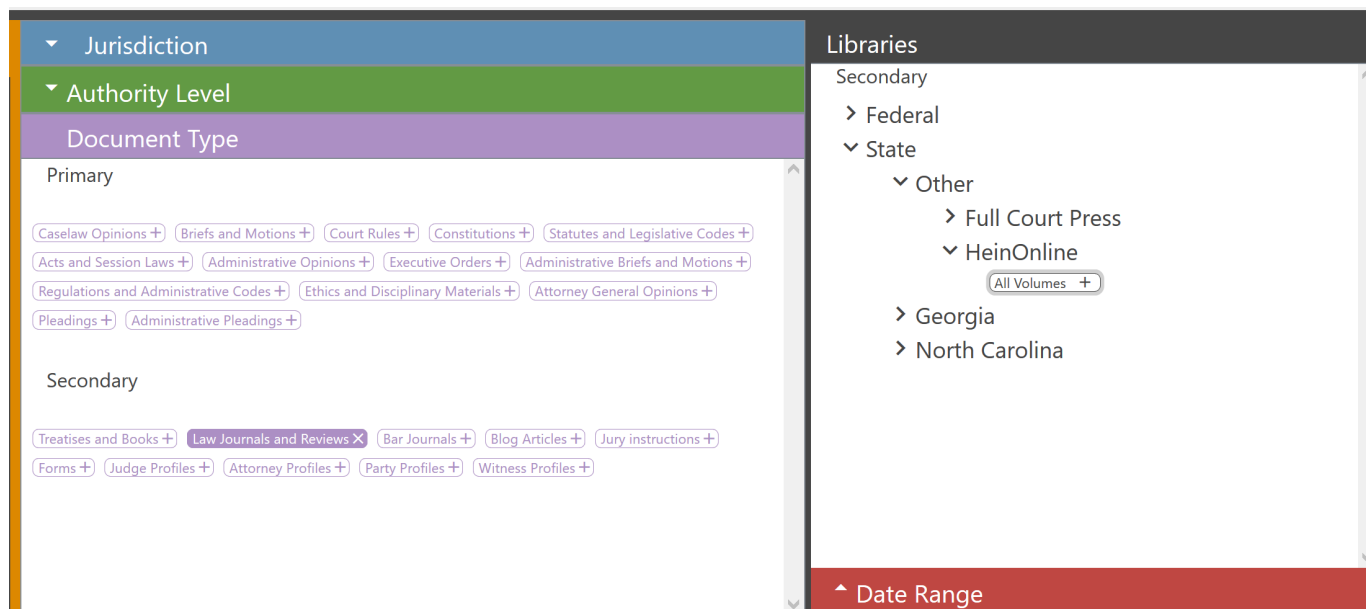 Jurisdiction
Authority Level
Document Type
Primary
Caselaw Opinions + Briefs and Motions + Court Rules + Constitutions + Statutes and Legislative Codes +
Acts and Session Laws + Administrative Opinions + Executive Orders + Administrative Briefs and Motions +
Regulations and Administrative Codes + Ethics and Disciplinary Materials + Attorney General Opinions +
Pleadings + Administrative Pleadings +
Secondary
Treatises and Books + Law Journals and Reviews × Bar Journals + Blog Articles + Jury instructions +
Forms + Judge Profiles + Attorney Profiles + Party Profiles + Witness Profiles +
Libraries
Secondary
Federal
State
Other
Full Court Press
HeinOnline
All Volumes +
Georgia
North Carolina
Date Range